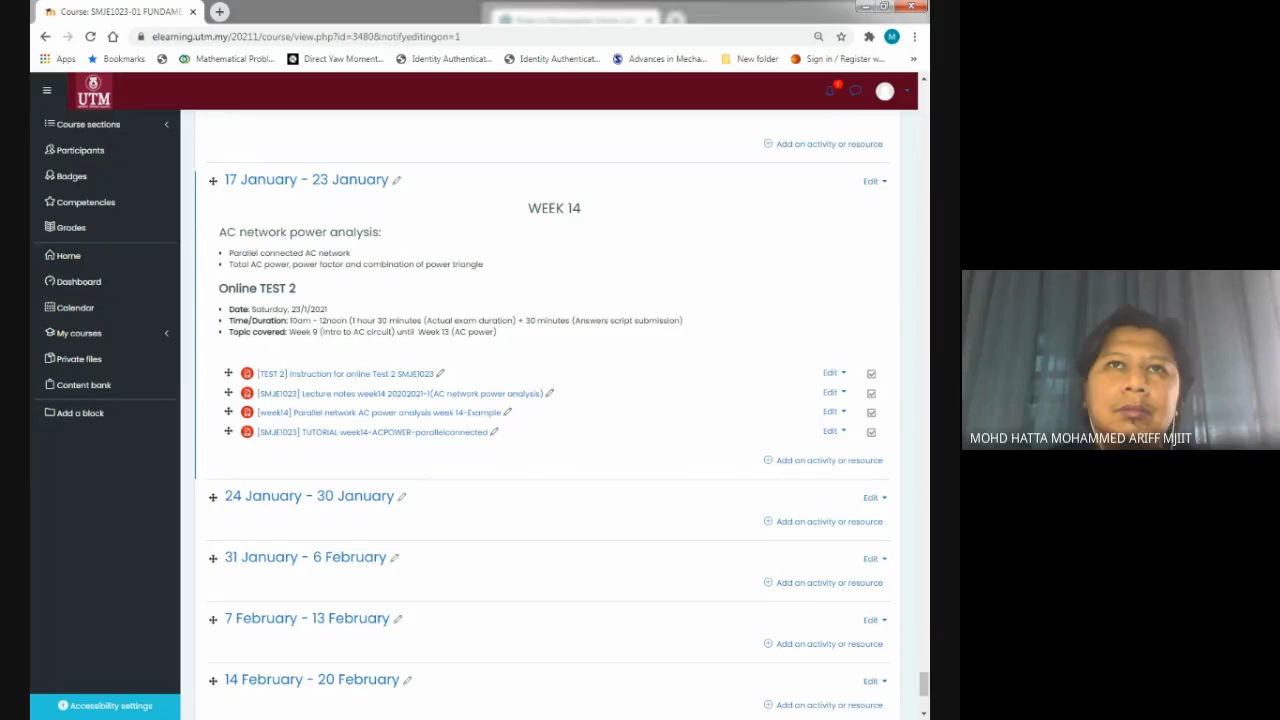 Course: SMJE1023-01 FUNDAME
elearning.utm.my/20211/course/view.php?id=3480&notifyeditingon=1
M
Apps
Bookmarks
Mathematical Probl...
Direct Yaw Moment...
Identity Authenticat...
Identity Authenticat...
Advances in Mecha...
New folder
Sign in / Register w...
»
UTM
Course sections
Participants
Badges
Competencies
Grades
Home
Dashboard
Calendar
My courses
Private files
Content bank
Add a block
Accessibility settings
Add an activity or resource
17 January - 23 January
Edit
WEEK 14
AC network power analysis:
• Parallel connected AC network
• Total AC power, power factor and combination of power triangle
Online TEST 2
• Date: Saturday, 23/1/2021
• Time/Duration: 10am - 12noon (1 hour 30 minutes (Actual exam duration) + 30 minutes (Answers script submission)
• Topic covered: Week 9 (Intro to AC circuit) until Week 13 (AC power)
[TEST 2] Instruction for online Test 2 SMJE1023
Edit
[SMJE1023] Lecture notes week14 20202021-1(AC network power analysis)
Edit
[week14] Parallel network AC power analysis week 14-Example
Edit
[SMJE1023] TUTORIAL week14-ACPOWER-parallelconnected
Edit
Add an activity or resource
24 January - 30 January
Edit
Add an activity or resource
31 January - 6 February
Edit
Add an activity or resource
7 February - 13 February
Edit
Add an activity or resource
14 February - 20 February
Edit
Add an activity or resource
MOHD HATTA MOHAMMED ARIFF MJIIT